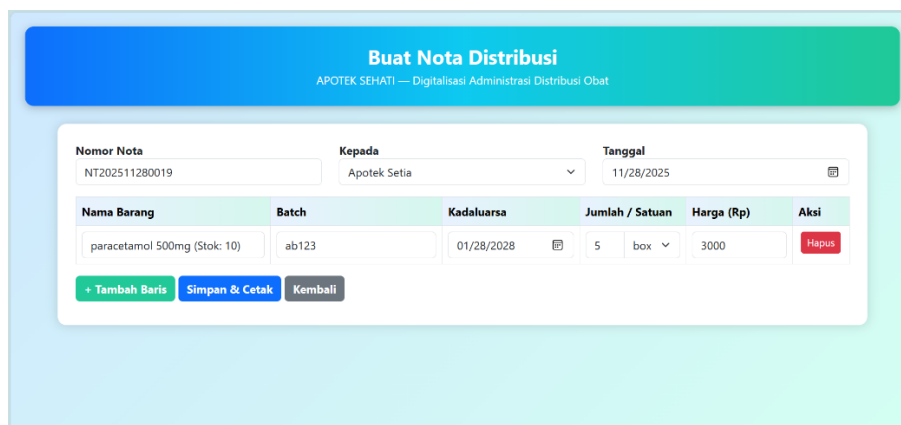 Buat Nota Distribusi
APOTEK SEHATI — Digitalisasi Administrasi Distribusi Obat
Nomor Nota Kepada Tanggal
NT202511280019 Apotek Setia 11/28/2025
Nama Barang Batch Kadaluarsa Jumlah / Satuan Harga (Rp) Aksi
paracetamol 500mg (Stok: 10) ab123 01/28/2028 5 box 3000 Hapus
+ Tambah Baris Simpan & Cetak Kembali